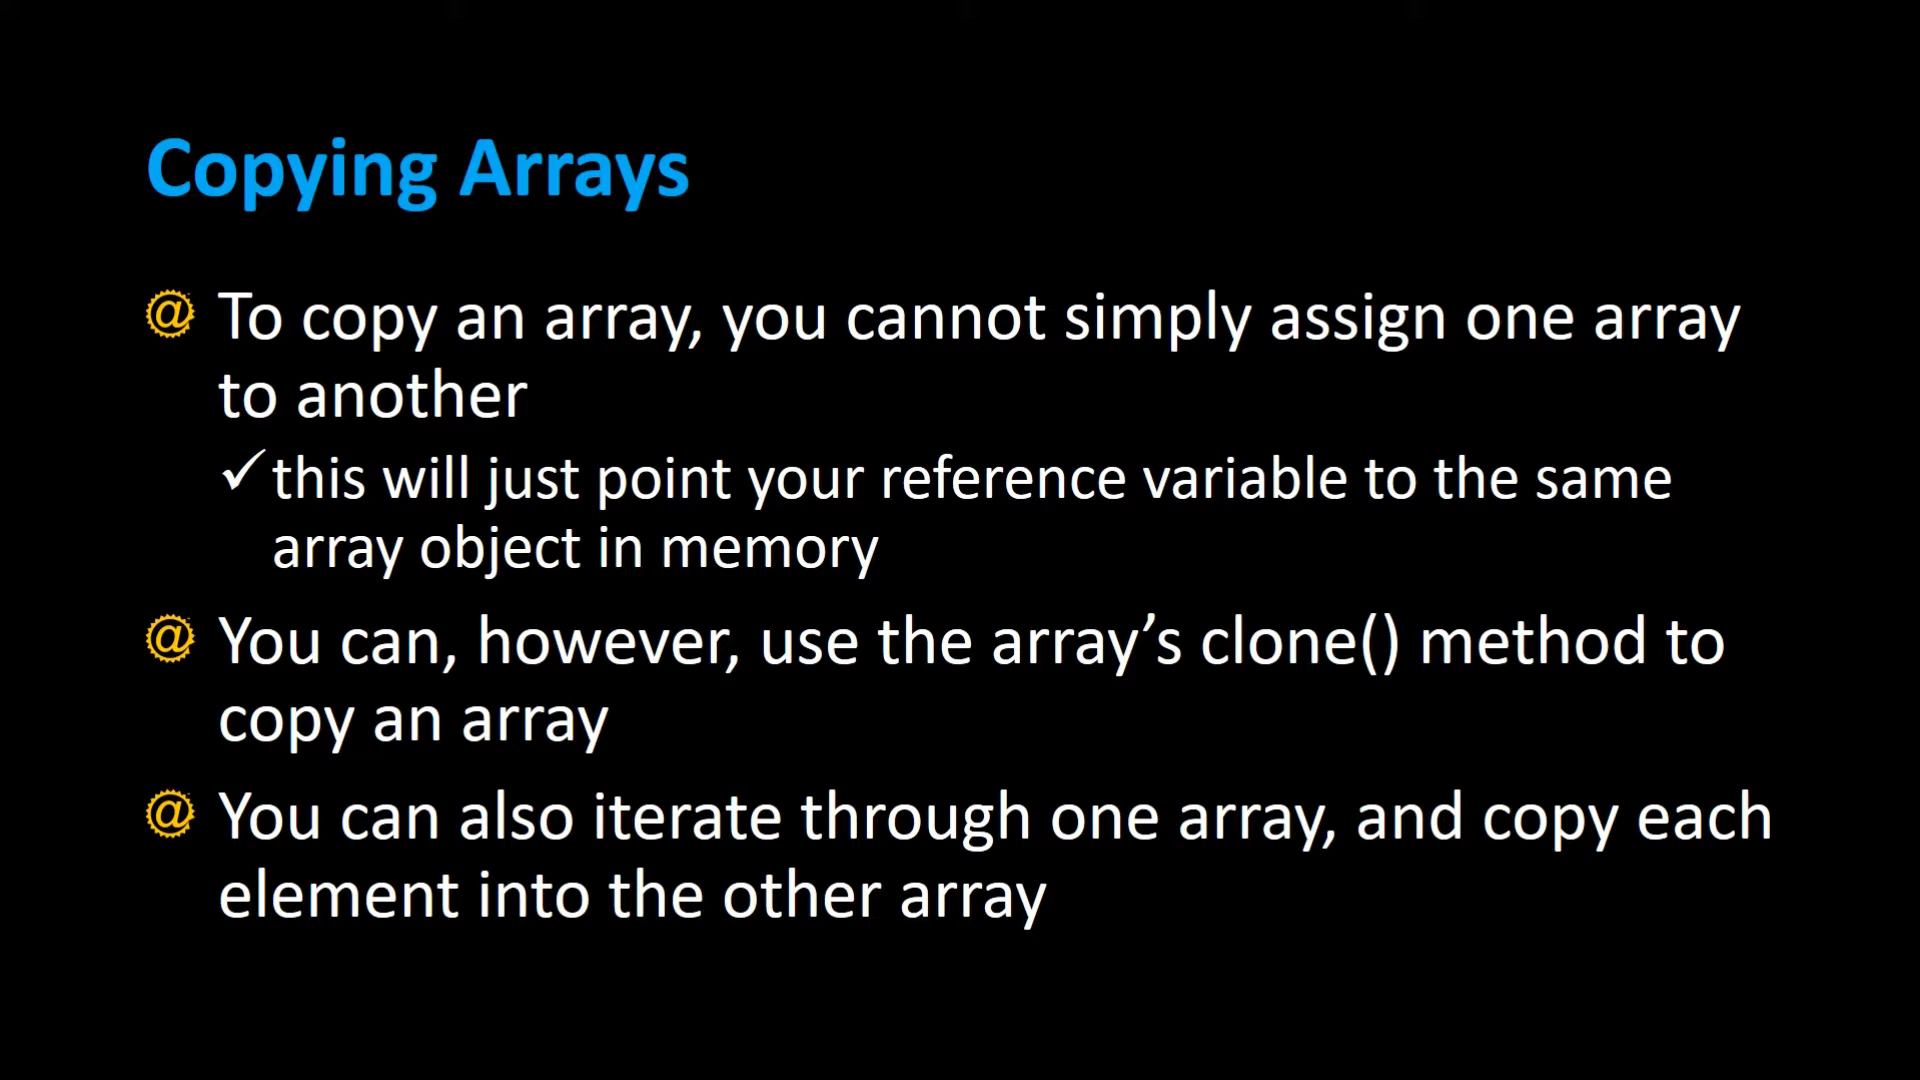 Copying Arrays
@ To copy an array, you cannot simply assign one array
to another
✓ this will just point your reference variable to the same
array object in memory
@ You can, however, use the array’s clone() method to
copy an array
@ You can also iterate through one array, and copy each
element into the other array